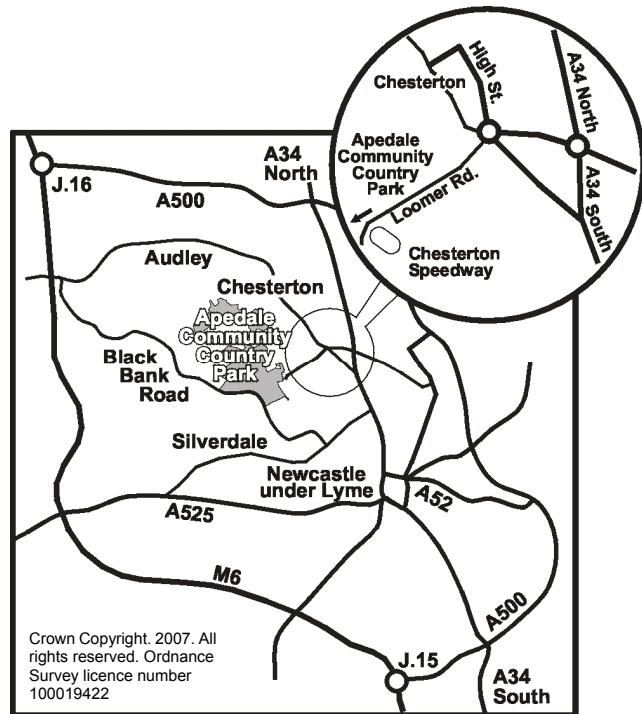 Chesterton
High St.
A34 North
Apedale
Community
Country
Park
Loomer Rd.
A34 South
Chesterton
Speedway
J.16
A500
A34
North
Audley
Chesterton
Apedale
Community
Country
Park
Black
Bank
Road
Silverdale
Newcastle
under Lyme
A52
A525
M6
A500
J.15
A34
South
Crown Copyright. 2007. All
rights reserved. Ordnance
Survey licence number
100019422